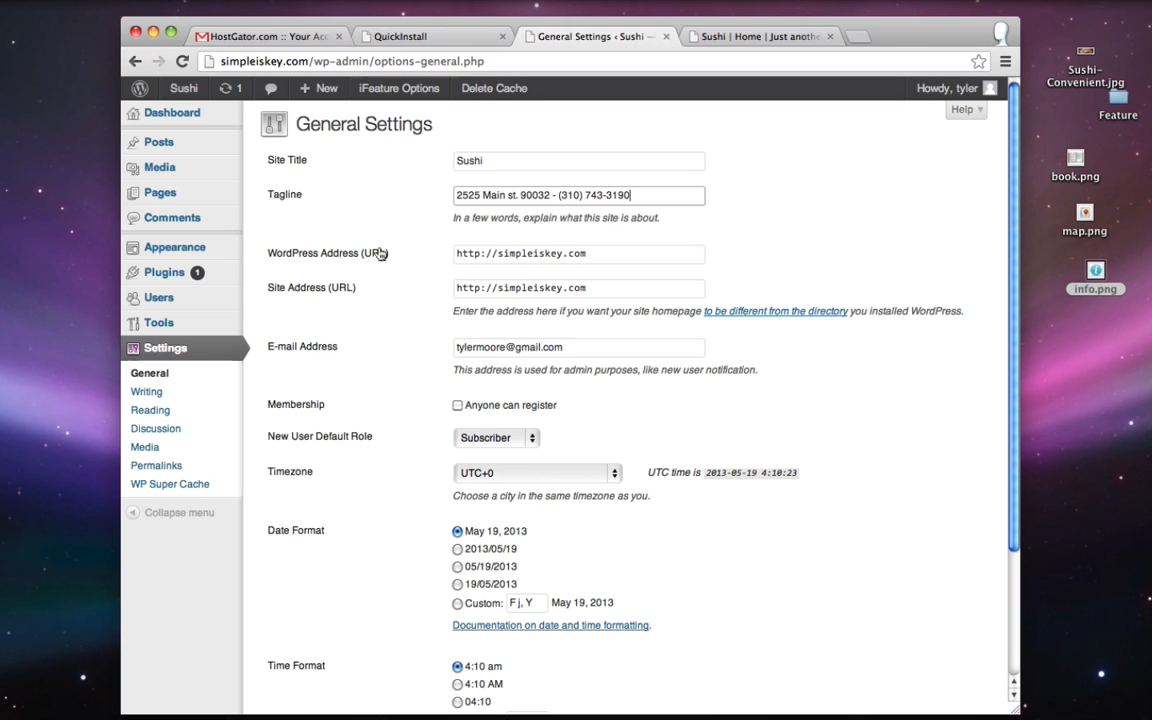 HostGator.com :: Your Acc
QuickInstall
General Settings ‹ Sushi —
Sushi | Home | Just anoth
simpleiskey.com/wp-admin/options-general.php
Sushi
1
+ New
iFeature Options
Delete Cache
Howdy, tyler
Help
Dashboard
Posts
Media
Pages
Comments
Appearance
Plugins 1
Users
Tools
Settings
General
Writing
Reading
Discussion
Media
Permalinks
WP Super Cache
Collapse menu
General Settings
Site Title
Sushi
Tagline
2525 Main st. 90032 - (310) 743-3190
In a few words, explain what this site is about.
WordPress Address (URL)
http://simpleiskey.com
Site Address (URL)
http://simpleiskey.com
Enter the address here if you want your site homepage to be different from the directory you installed WordPress.
E-mail Address
tylermoore@gmail.com
This address is used for admin purposes, like new user notification.
Membership
Anyone can register
New User Default Role
Subscriber
Timezone
UTC+0
UTC time is 2013-05-19 4:10:23
Choose a city in the same timezone as you.
Date Format
May 19, 2013
2013/05/19
05/19/2013
19/05/2013
Custom: F j, Y May 19, 2013
Documentation on date and time formatting.
Time Format
4:10 am
4:10 AM
04:10
Sushi-
Convenient.jpg
Feature
book.png
map.png
info.png